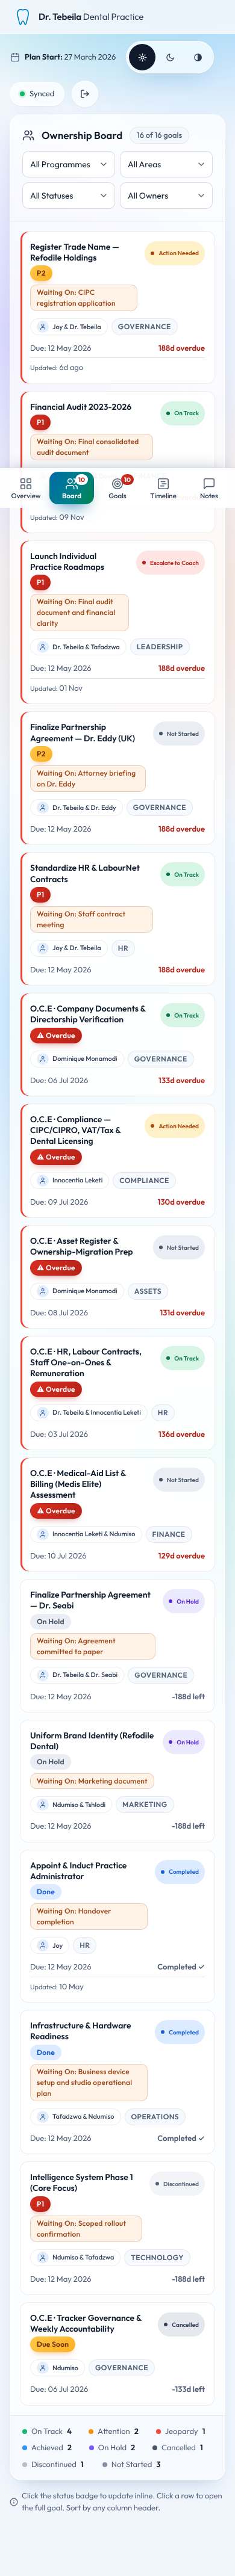 Dr. Tebeila Dental Practice
Plan Start: 27 March 2026
Synced
Ownership Board 16 of 16 goals
All Programmes All Areas
All Statuses All Owners
Register Trade Name —
Refodile Holdings
Action Needed
P2
Waiting On: CIPC
registration application
Joy & Dr. Tebeila GOVERNANCE
Due: 12 May 2026 188d overdue
Updated: 6d ago
Financial Audit 2023-2026
On Track
P1
Waiting On: Final consolidated
audit document
10 10
Overview Board Goals Timeline Notes
Updated: 09 Nov
Launch Individual
Practice Roadmaps
Escalate to Coach
P1
Waiting On: Final audit
document and financial
clarity
Dr. Tebeila & Tafadzwa LEADERSHIP
Due: 12 May 2026 188d overdue
Updated: 01 Nov
Finalize Partnership
Agreement — Dr. Eddy (UK)
Not Started
P2
Waiting On: Attorney briefing
on Dr. Eddy
Dr. Tebeila & Dr. Eddy GOVERNANCE
Due: 12 May 2026 188d overdue
Standardize HR & LabourNet
Contracts
On Track
P1
Waiting On: Staff contract
meeting
Joy & Dr. Tebeila HR
Due: 12 May 2026 188d overdue
O.C.E · Company Documents &
Directorship Verification
On Track
⚠ Overdue
Dominique Monamodi GOVERNANCE
Due: 06 Jul 2026 133d overdue
O.C.E · Compliance —
CIPC/CIPRO, VAT/Tax &
Dental Licensing
Action Needed
⚠ Overdue
Innocentia Leketi COMPLIANCE
Due: 09 Jul 2026 130d overdue
O.C.E · Asset Register &
Ownership-Migration Prep
Not Started
⚠ Overdue
Dominique Monamodi ASSETS
Due: 08 Jul 2026 131d overdue
O.C.E · HR, Labour Contracts,
Staff One-on-Ones &
Remuneration
On Track
⚠ Overdue
Dr. Tebeila & Innocentia Leketi HR
Due: 03 Jul 2026 136d overdue
O.C.E · Medical-Aid List &
Billing (Medis Elite)
Assessment
Not Started
⚠ Overdue
Innocentia Leketi & Ndumiso FINANCE
Due: 10 Jul 2026 129d overdue
Finalize Partnership Agreement
— Dr. Seabi
On Hold
On Hold
Waiting On: Agreement
committed to paper
Dr. Tebeila & Dr. Seabi GOVERNANCE
Due: 12 May 2026 -188d left
Uniform Brand Identity (Refodile
Dental)
On Hold
On Hold
Waiting On: Marketing document
Ndumiso & Tshlodi MARKETING
Due: 12 May 2026 -188d left
Appoint & Induct Practice
Administrator
Completed
Done
Waiting On: Handover
completion
Joy HR
Due: 12 May 2026 Completed ✓
Updated: 10 May
Infrastructure & Hardware
Readiness
Completed
Done
Waiting On: Business device
setup and studio operational
plan
Tafadzwa & Ndumiso OPERATIONS
Due: 12 May 2026 Completed ✓
Intelligence System Phase 1
(Core Focus)
Discontinued
P1
Waiting On: Scoped rollout
confirmation
Ndumiso & Tafadzwa TECHNOLOGY
Due: 12 May 2026 -188d left
O.C.E · Tracker Governance &
Weekly Accountability
Cancelled
Due Soon
Ndumiso GOVERNANCE
Due: 06 Jul 2026 -133d left
On Track 4 Attention 2 Jeopardy 1
Achieved 2 On Hold 2 Cancelled 1
Discontinued 1 Not Started 3
Click the status badge to update inline. Click a row to open
the full goal. Sort by any column header.